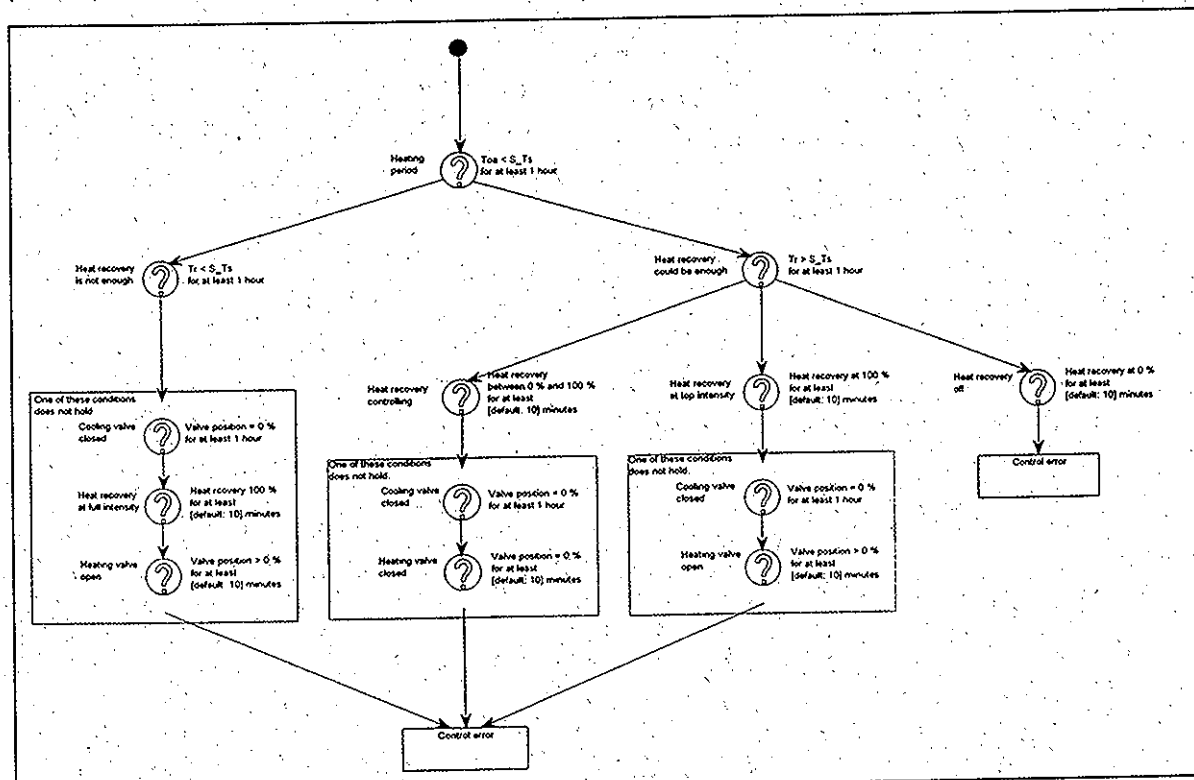 Heating
period
Toa < S_Ts
for at least 1 hour
Heat recovery
is not enough
Tr < S_Ts
for at least 1 hour
Heat recovery
could be enough
Tr > S_Ts
for at least 1 hour
One of these conditions
does not hold
Cooling valve
closed
Valve position = 0 %
for at least 1 hour
Heat recovery
at full intensity
Heat rcovery 100 %
for at least
[default: 10] minutes
Heating valve
open
Valve position > 0 %
for at least
[default: 10] minutes
Heat recovery
controlling
Heat recovery
between 0 % and 100 %
for at least
[default: 10] minutes
One of these conditions
does not hold.
Cooling valve
closed
Valve position = 0 %
for at least 1 hour
Heating valve
closed
Valve position = 0 %
for at least
[default: 10] minutes
Heat recovery
at top intensity
Heat recovery at 100 %
for at least
[default: 10] minutes
One of these conditions
does not hold.
Cooling valve
closed
Valve position = 0 %
for at least 1 hour
Heating valve
open
Valve position > 0 %
for at least
[default: 10] minutes
Heat recovery
off
Heat recovery at 0 %
for at least
[default: 10] minutes
Control error
Control error